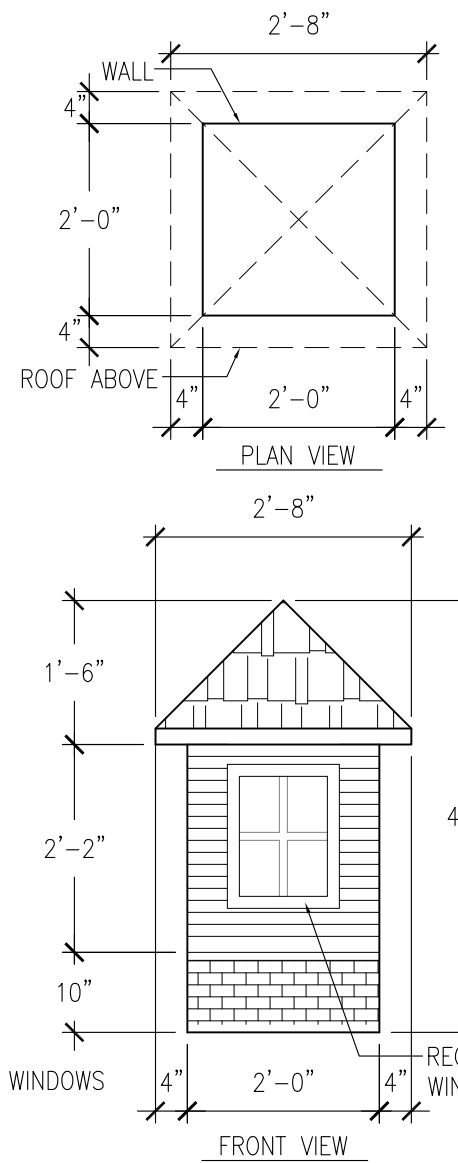 2'-8"
WALL
4"
2'-0"
4"
ROOF ABOVE
4" 2'-0" 4"
PLAN VIEW
2'-8"
1'-6"
4
2'-2"
10"
WINDOWS
4" 2'-0" 4"
FRONT VIEW